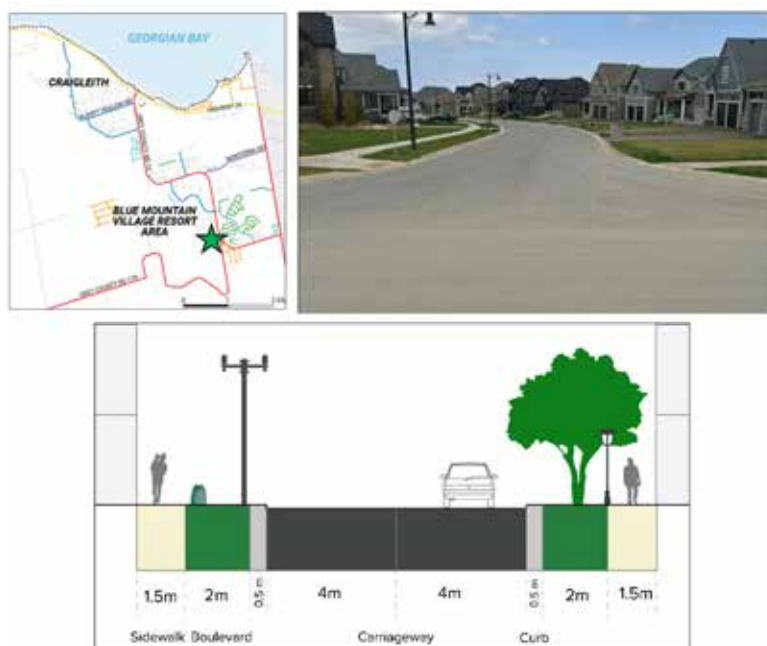 GEORGIAN BAY
CRAIGLEITH
BLUE MOUNTAIN
VILLAGE RESORT
AREA
1.5m 2m 0.5 m 4m 4m 0.5 m 2m 1.5m
Sidewalk Boulevard Carriageway Curb